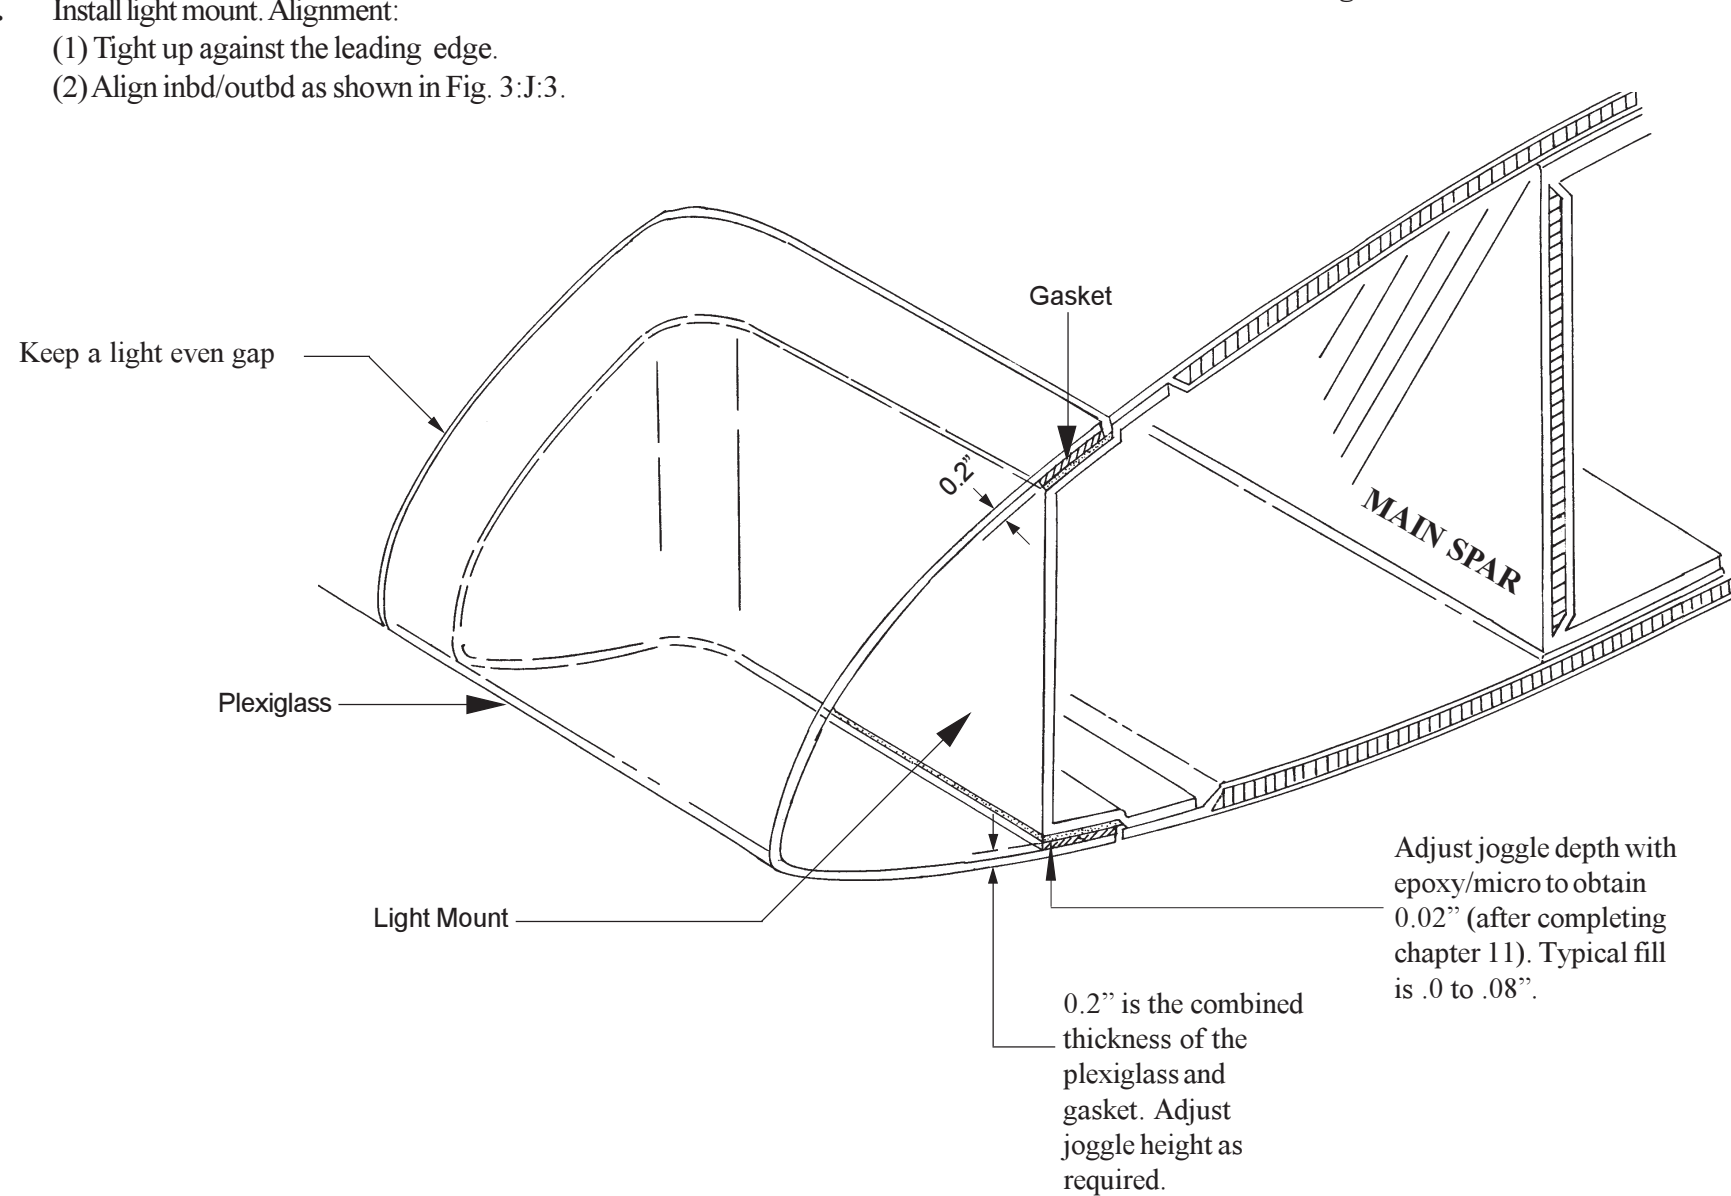 Install light mount. Alignment:
(1) Tight up against the leading edge.
(2) Align inbd/outbd as shown in Fig. 3:J:3.
Gasket
Keep a light even gap
0.2”
MAIN SPAR
Plexiglass
Light Mount
Adjust joggle depth with
epoxy/micro to obtain
0.02” (after completing
chapter 11). Typical fill
is .0 to .08”.
0.2” is the combined
thickness of the
plexiglass and
gasket. Adjust
joggle height as
required.